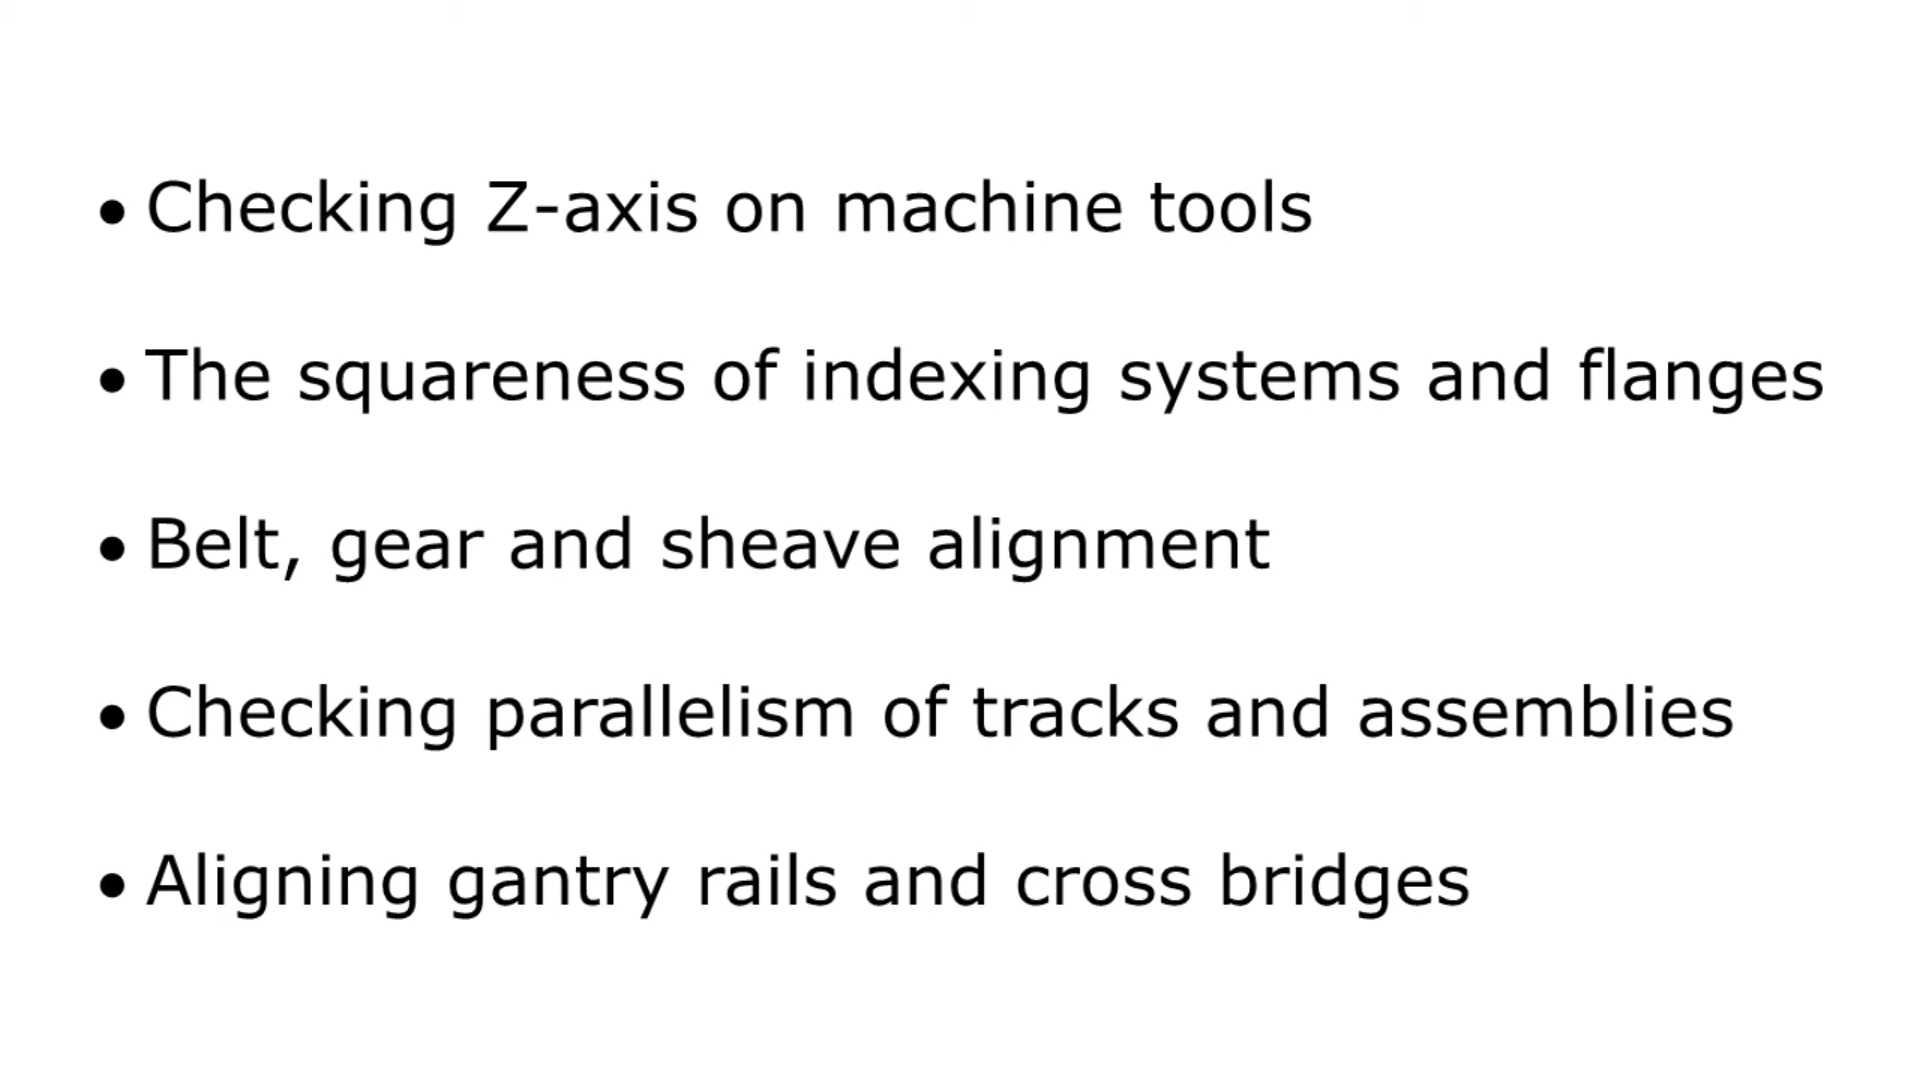 • Checking Z-axis on machine tools
• The squareness of indexing systems and flanges
• Belt, gear and sheave alignment
• Checking parallelism of tracks and assemblies
• Aligning gantry rails and cross bridges